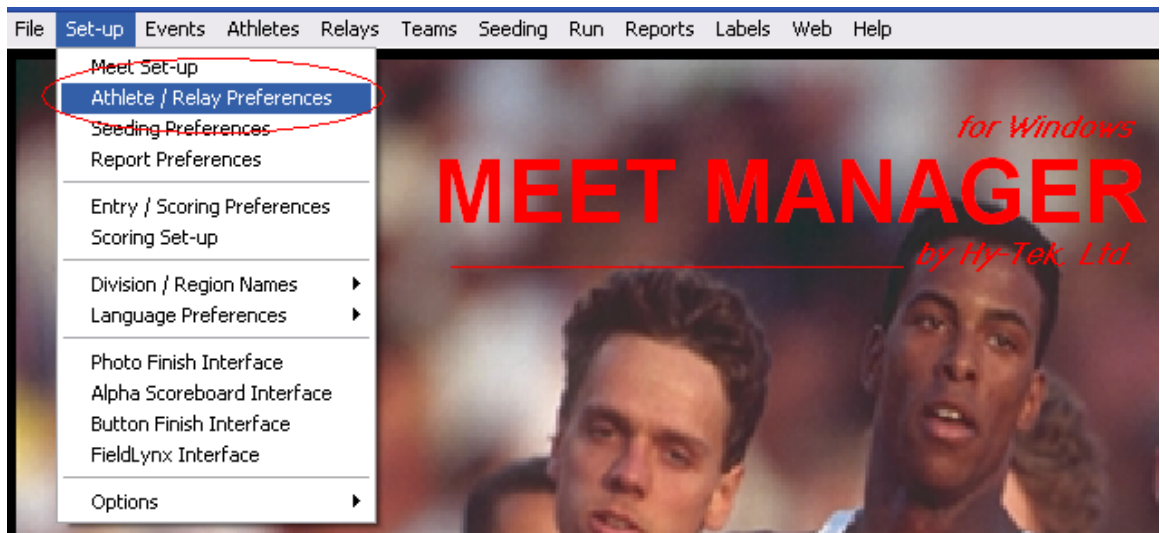 File Set-up Events Athletes Relays Teams Seeding Run Reports Labels Web Help
Meet Set-up
Athlete / Relay Preferences
Seeding Preferences
Report Preferences
Entry / Scoring Preferences
Scoring Set-up
Division / Region Names
Language Preferences
Photo Finish Interface
Alpha Scoreboard Interface
Button Finish Interface
FieldLynx Interface
Options
for Windows
MEET MANAGER
by Hy-Tek, Ltd.